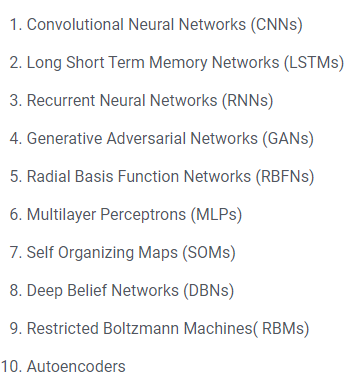 1. Convolutional Neural Networks (CNNs)
2. Long Short Term Memory Networks (LSTMs)
3. Recurrent Neural Networks (RNNs)
4. Generative Adversarial Networks (GANs)
5. Radial Basis Function Networks (RBFNs)
6. Multilayer Perceptrons (MLPs)
7. Self Organizing Maps (SOMs)
8. Deep Belief Networks (DBNs)
9. Restricted Boltzmann Machines( RBMs)
10. Autoencoders